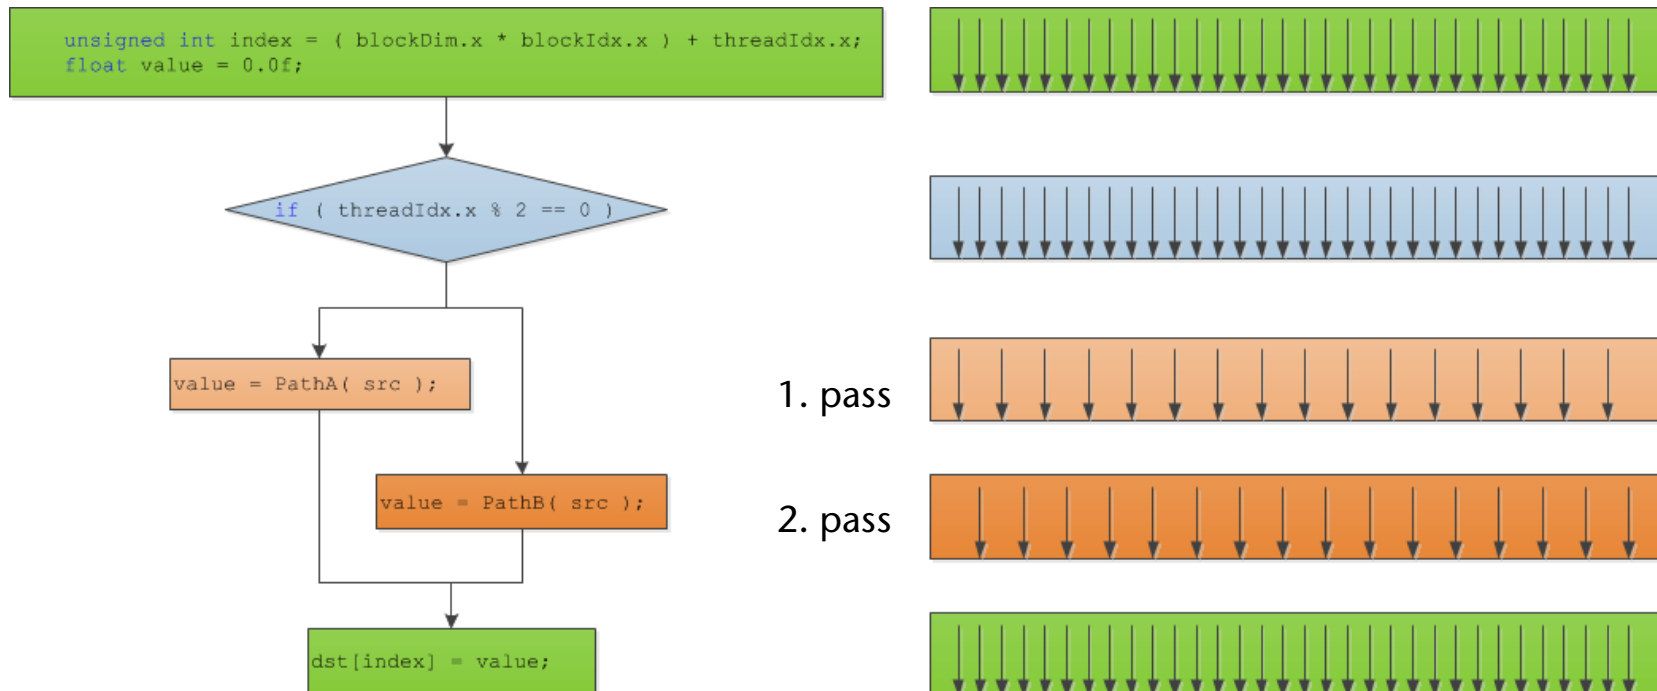 unsigned int index = ( blockDim.x * blockIdx.x ) + threadIdx.x;
float value = 0.0f;
if ( threadIdx.x % 2 == 0 )
value = PathA( src );
1. pass
value = PathB( src );
2. pass
dst[index] = value;